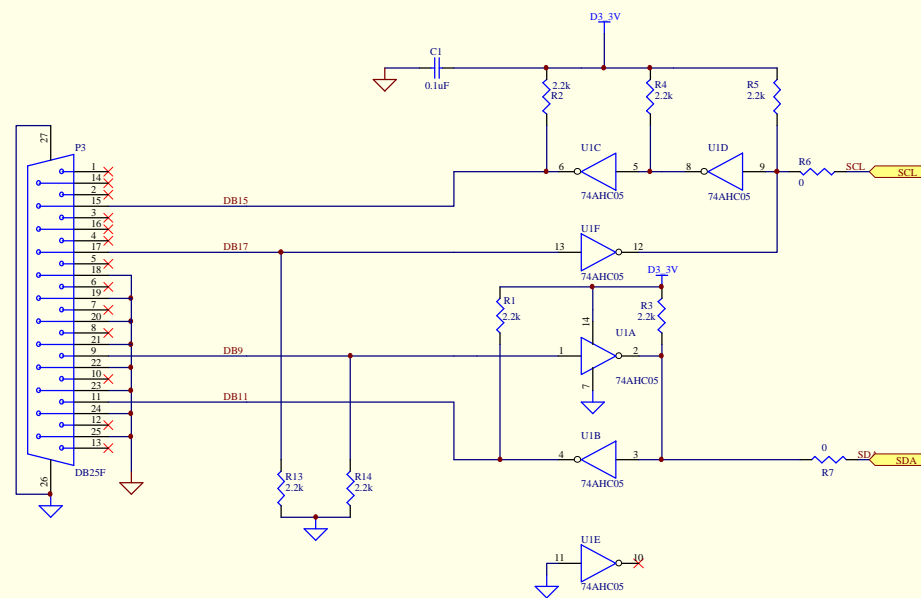 D3_3V
C1
0.1uF
2.2k
R2
R4
2.2k
R5
2.2k
27
P3
U1C
6
5
74AHC05
U1D
8
9
74AHC05
R6
0
SCL
SCL
1
14
2
15
3
16
4
17
5
18
6
19
7
20
8
21
9
22
10
23
11
24
12
25
13
DB25F
26
DB15
DB17
DB9
DB11
U1F
13
12
74AHC05
D3_3V
R1
2.2k
R3
2.2k
14
U1A
1
2
7
74AHC05
U1B
4
3
74AHC05
0
R7
SDA
SDA
R13
2.2k
R14
2.2k
U1E
11
10
74AHC05